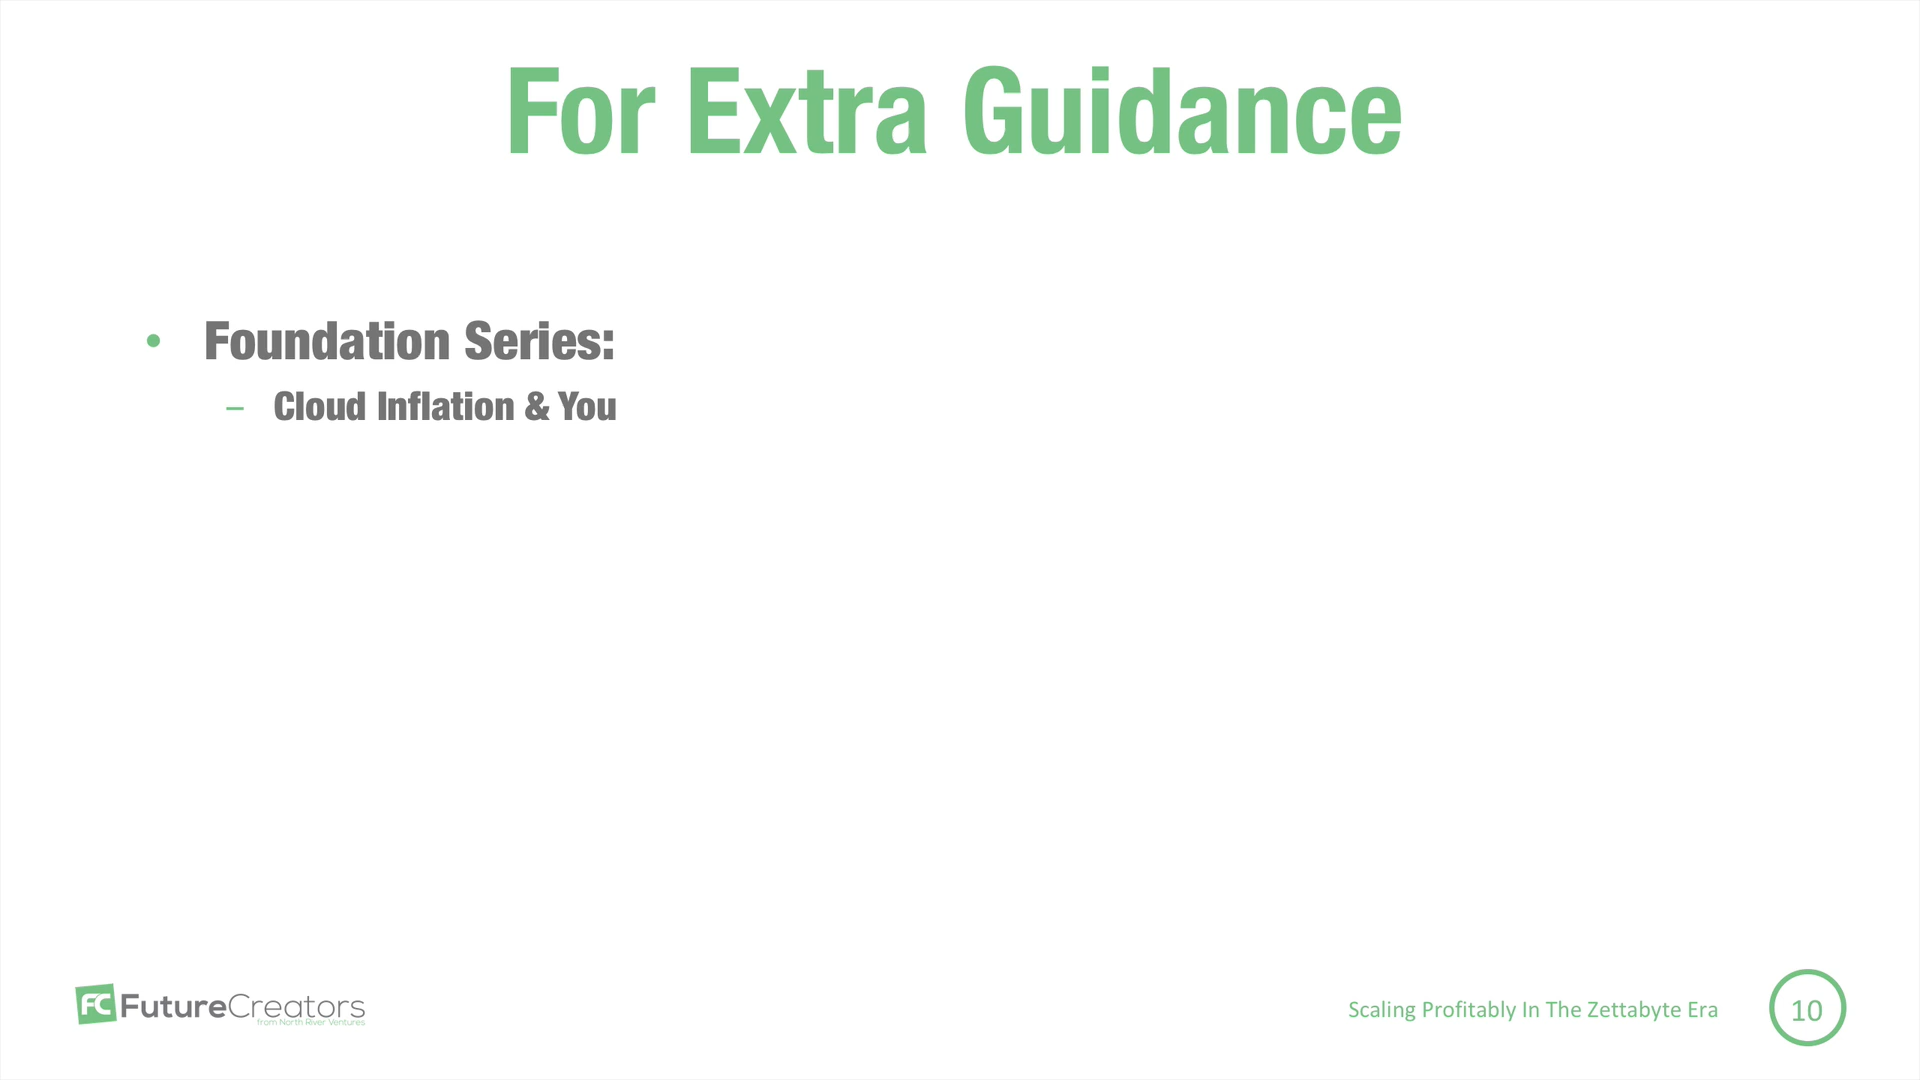 For Extra Guidance
• Foundation Series:
– Cloud Inflation & You
FC FutureCreators
from North River Ventures
Scaling Profitably In The Zettabyte Era
10